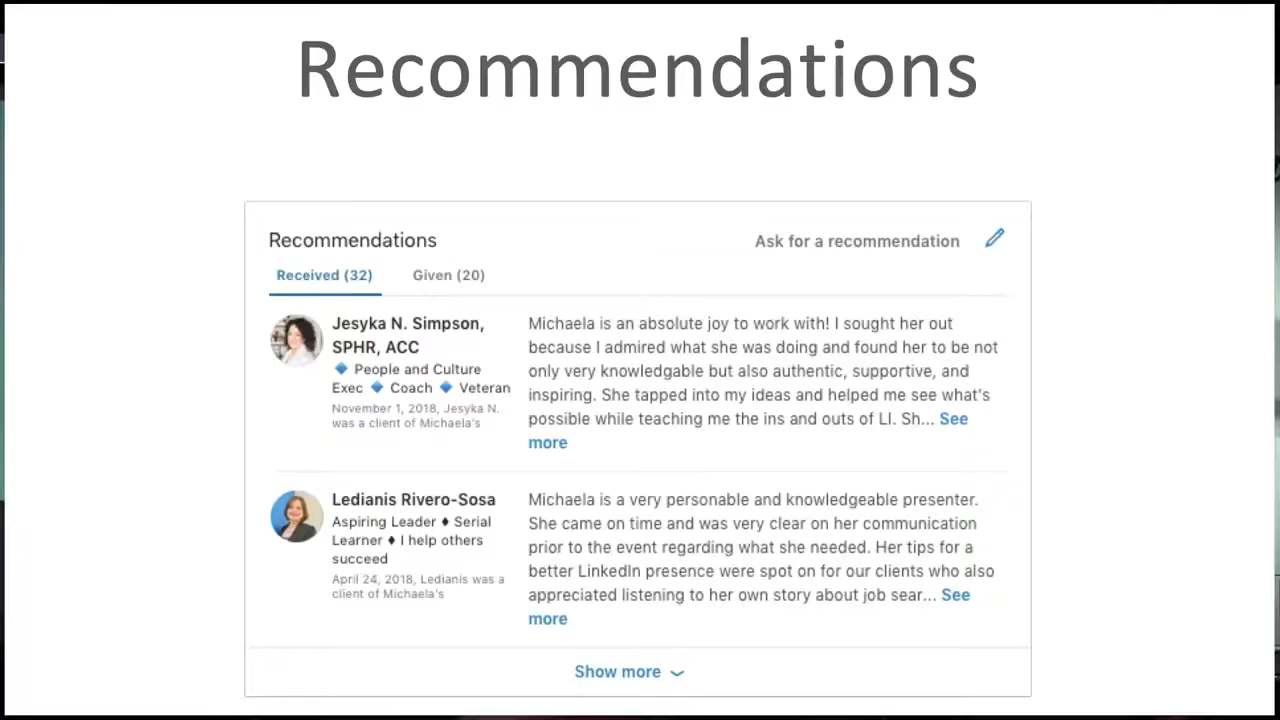 Recommendations
Recommendations
Ask for a recommendation
Received (32)
Given (20)
Jesyka N. Simpson,
SPHR, ACC
🔷 People and Culture
Exec 🔷 Coach 🔷 Veteran
November 1, 2018, Jesyka N.
was a client of Michaela's
Michaela is an absolute joy to work with! I sought her out
because I admired what she was doing and found her to be not
only very knowledgable but also authentic, supportive, and
inspiring. She tapped into my ideas and helped me see what's
possible while teaching me the ins and outs of LI. Sh... See
more
Ledianis Rivero-Sosa
Aspiring Leader ♦ Serial
Learner ♦ I help others
succeed
April 24, 2018, Ledianis was a
client of Michaela's
Michaela is a very personable and knowledgeable presenter.
She came on time and was very clear on her communication
prior to the event regarding what she needed. Her tips for a
better LinkedIn presence were spot on for our clients who also
appreciated listening to her own story about job sear... See
more
Show more